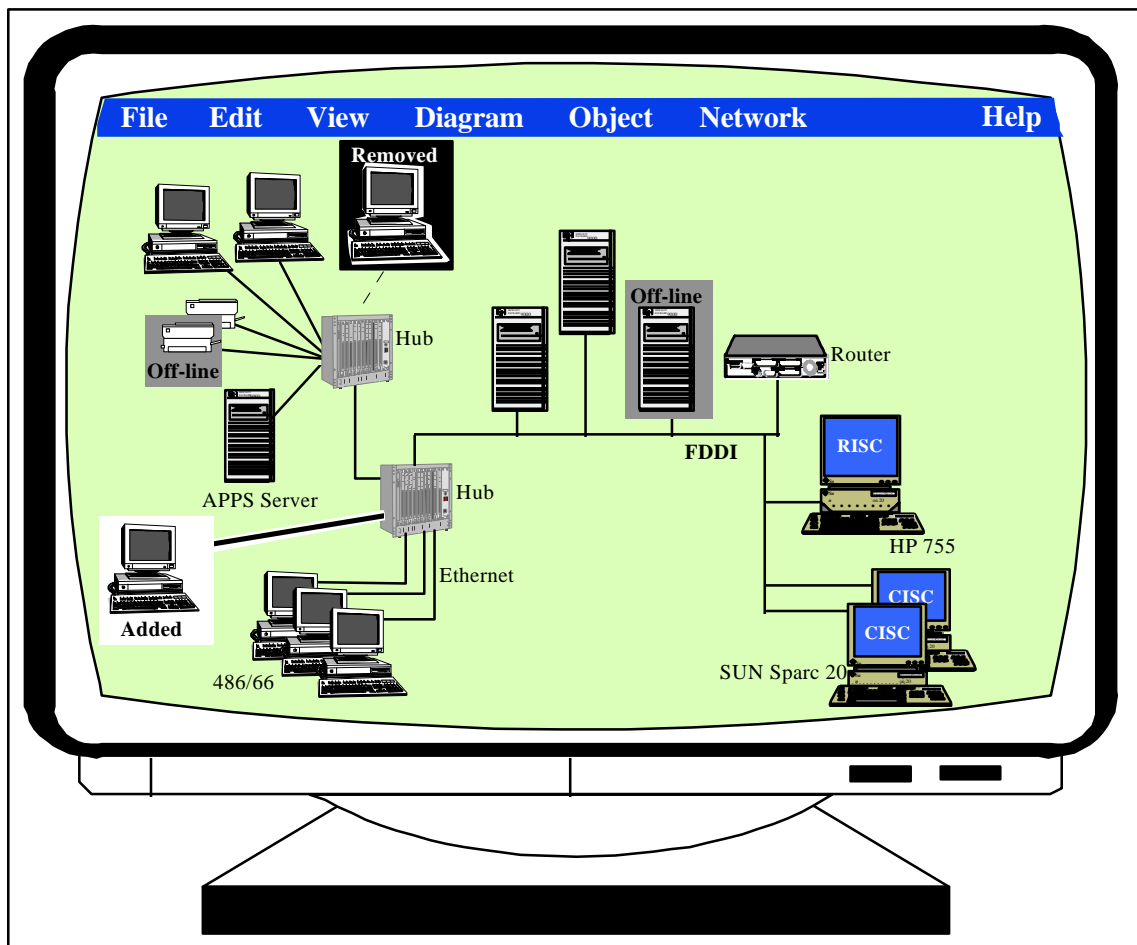 File Edit View Diagram Object Network Help
Removed
Off-line
Hub
Router
Off-line
FDDI
RISC
APPS Server
Hub
HP 755
Ethernet
CISC
Added
CISC
486/66
SUN Sparc 20